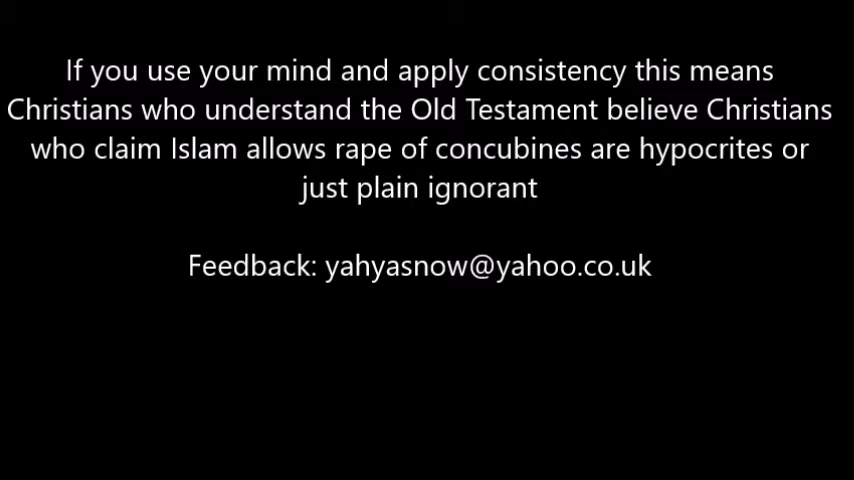 If you use your mind and apply consistency this means
Christians who understand the Old Testament believe Christians
who claim Islam allows rape of concubines are hypocrites or
just plain ignorant
Feedback: yahyasnow@yahoo.co.uk